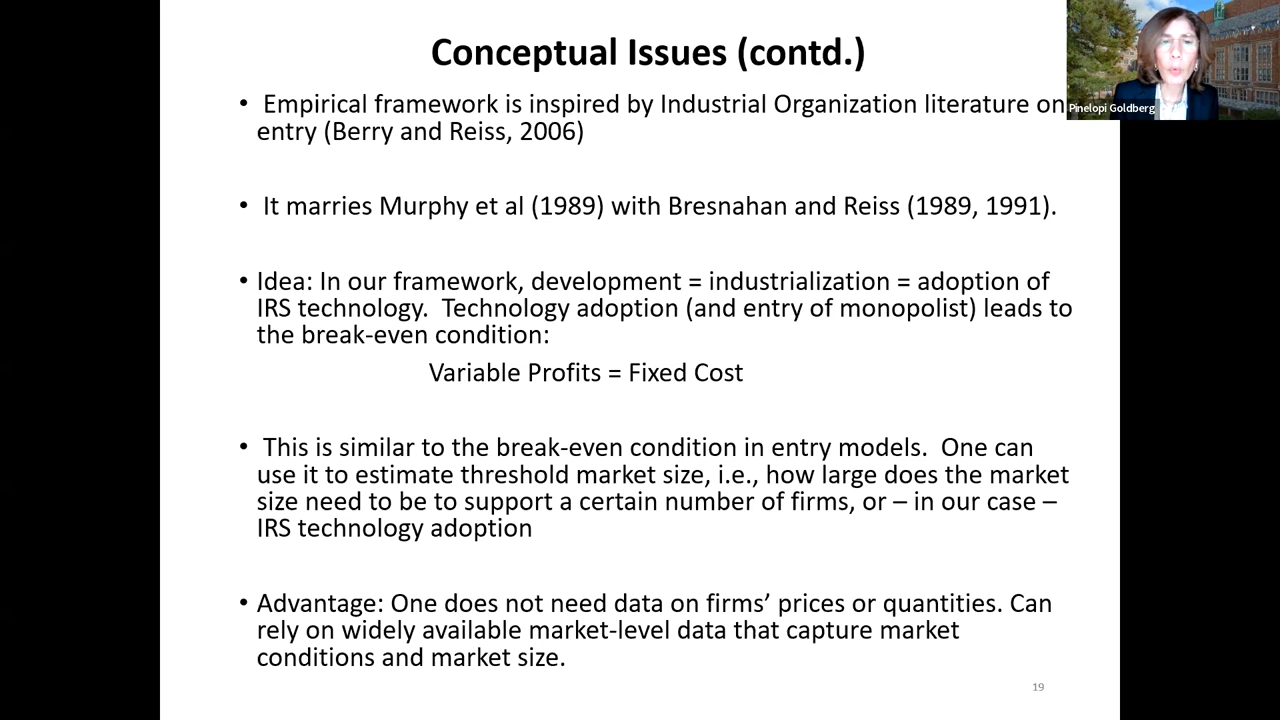 Conceptual Issues (contd.)
• Empirical framework is inspired by Industrial Organization literature on
entry (Berry and Reiss, 2006)
• It marries Murphy et al (1989) with Bresnahan and Reiss (1989, 1991).
• Idea: In our framework, development = industrialization = adoption of
IRS technology.  Technology adoption (and entry of monopolist) leads to
the break-even condition:
Variable Profits = Fixed Cost
• This is similar to the break-even condition in entry models.  One can
use it to estimate threshold market size, i.e., how large does the market
size need to be to support a certain number of firms, or – in our case –
IRS technology adoption
• Advantage: One does not need data on firms’ prices or quantities. Can
rely on widely available market-level data that capture market
conditions and market size.
19
Pinelopi Goldberg